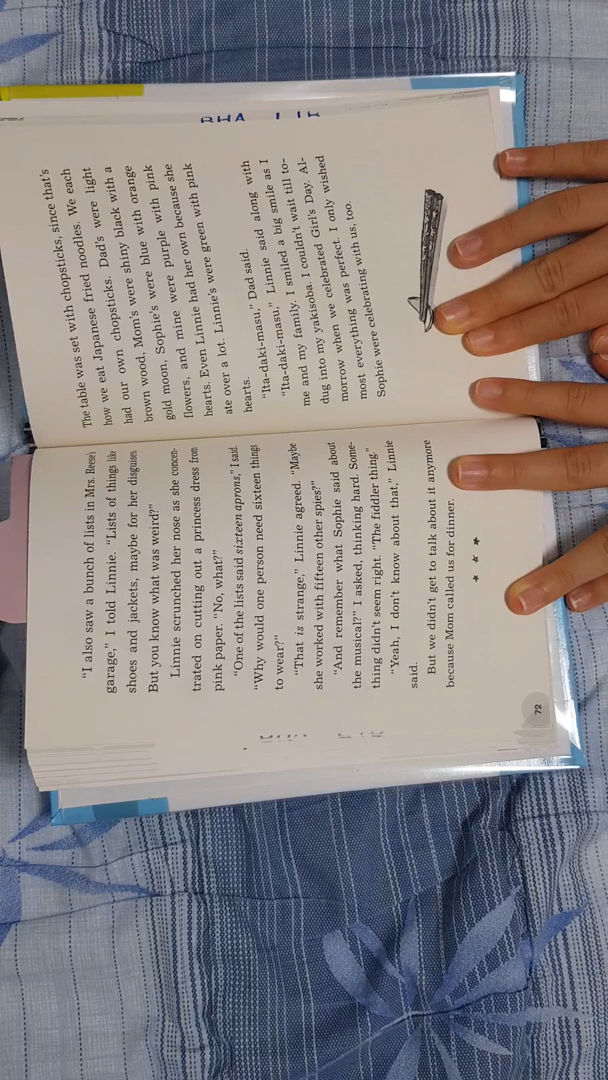 “I also saw a bunch of lists in Mrs. Reese’s
garage,” I told Linnie. “Lists of things like
shoes and jackets, maybe for her disguises.
But you know what was weird?”
Linnie scrunched her nose as she concen-
trated on cutting out a princess dress from
pink paper. “No, what?”
“One of the lists said sixteen aprons,” I said.
“Why would one person need sixteen things
to wear?”
“That is strange,” Linnie agreed. “Maybe
she worked with fifteen other spies?”
“And remember what Sophie said about
the musical?” I asked, thinking hard. Some-
thing didn’t seem right. “The fiddler thing?”
“Yeah, I don’t know about that,” Linnie
said.
But we didn’t get to talk about it anymore
because Mom called us for dinner.
★ ★ ★
72
The table was set with chopsticks, since that’s
how we eat Japanese fried noodles. We each
had our own chopsticks. Dad’s were light
brown wood, Mom’s were shiny black with a
gold moon, Sophie’s were blue with orange
flowers, and mine were purple with pink
hearts. Even Linnie had her own because she
ate over a lot. Linnie’s were green with pink
hearts.
“Ita-daki-masu,” Dad said.
“Ita-daki-masu,” Linnie said along with
me and my family. I smiled a big smile as I
dug into my yakisoba. I couldn’t wait till to-
morrow when we celebrated Girl’s Day. Al-
most everything was perfect. I only wished
Sophie were celebrating with us, too.